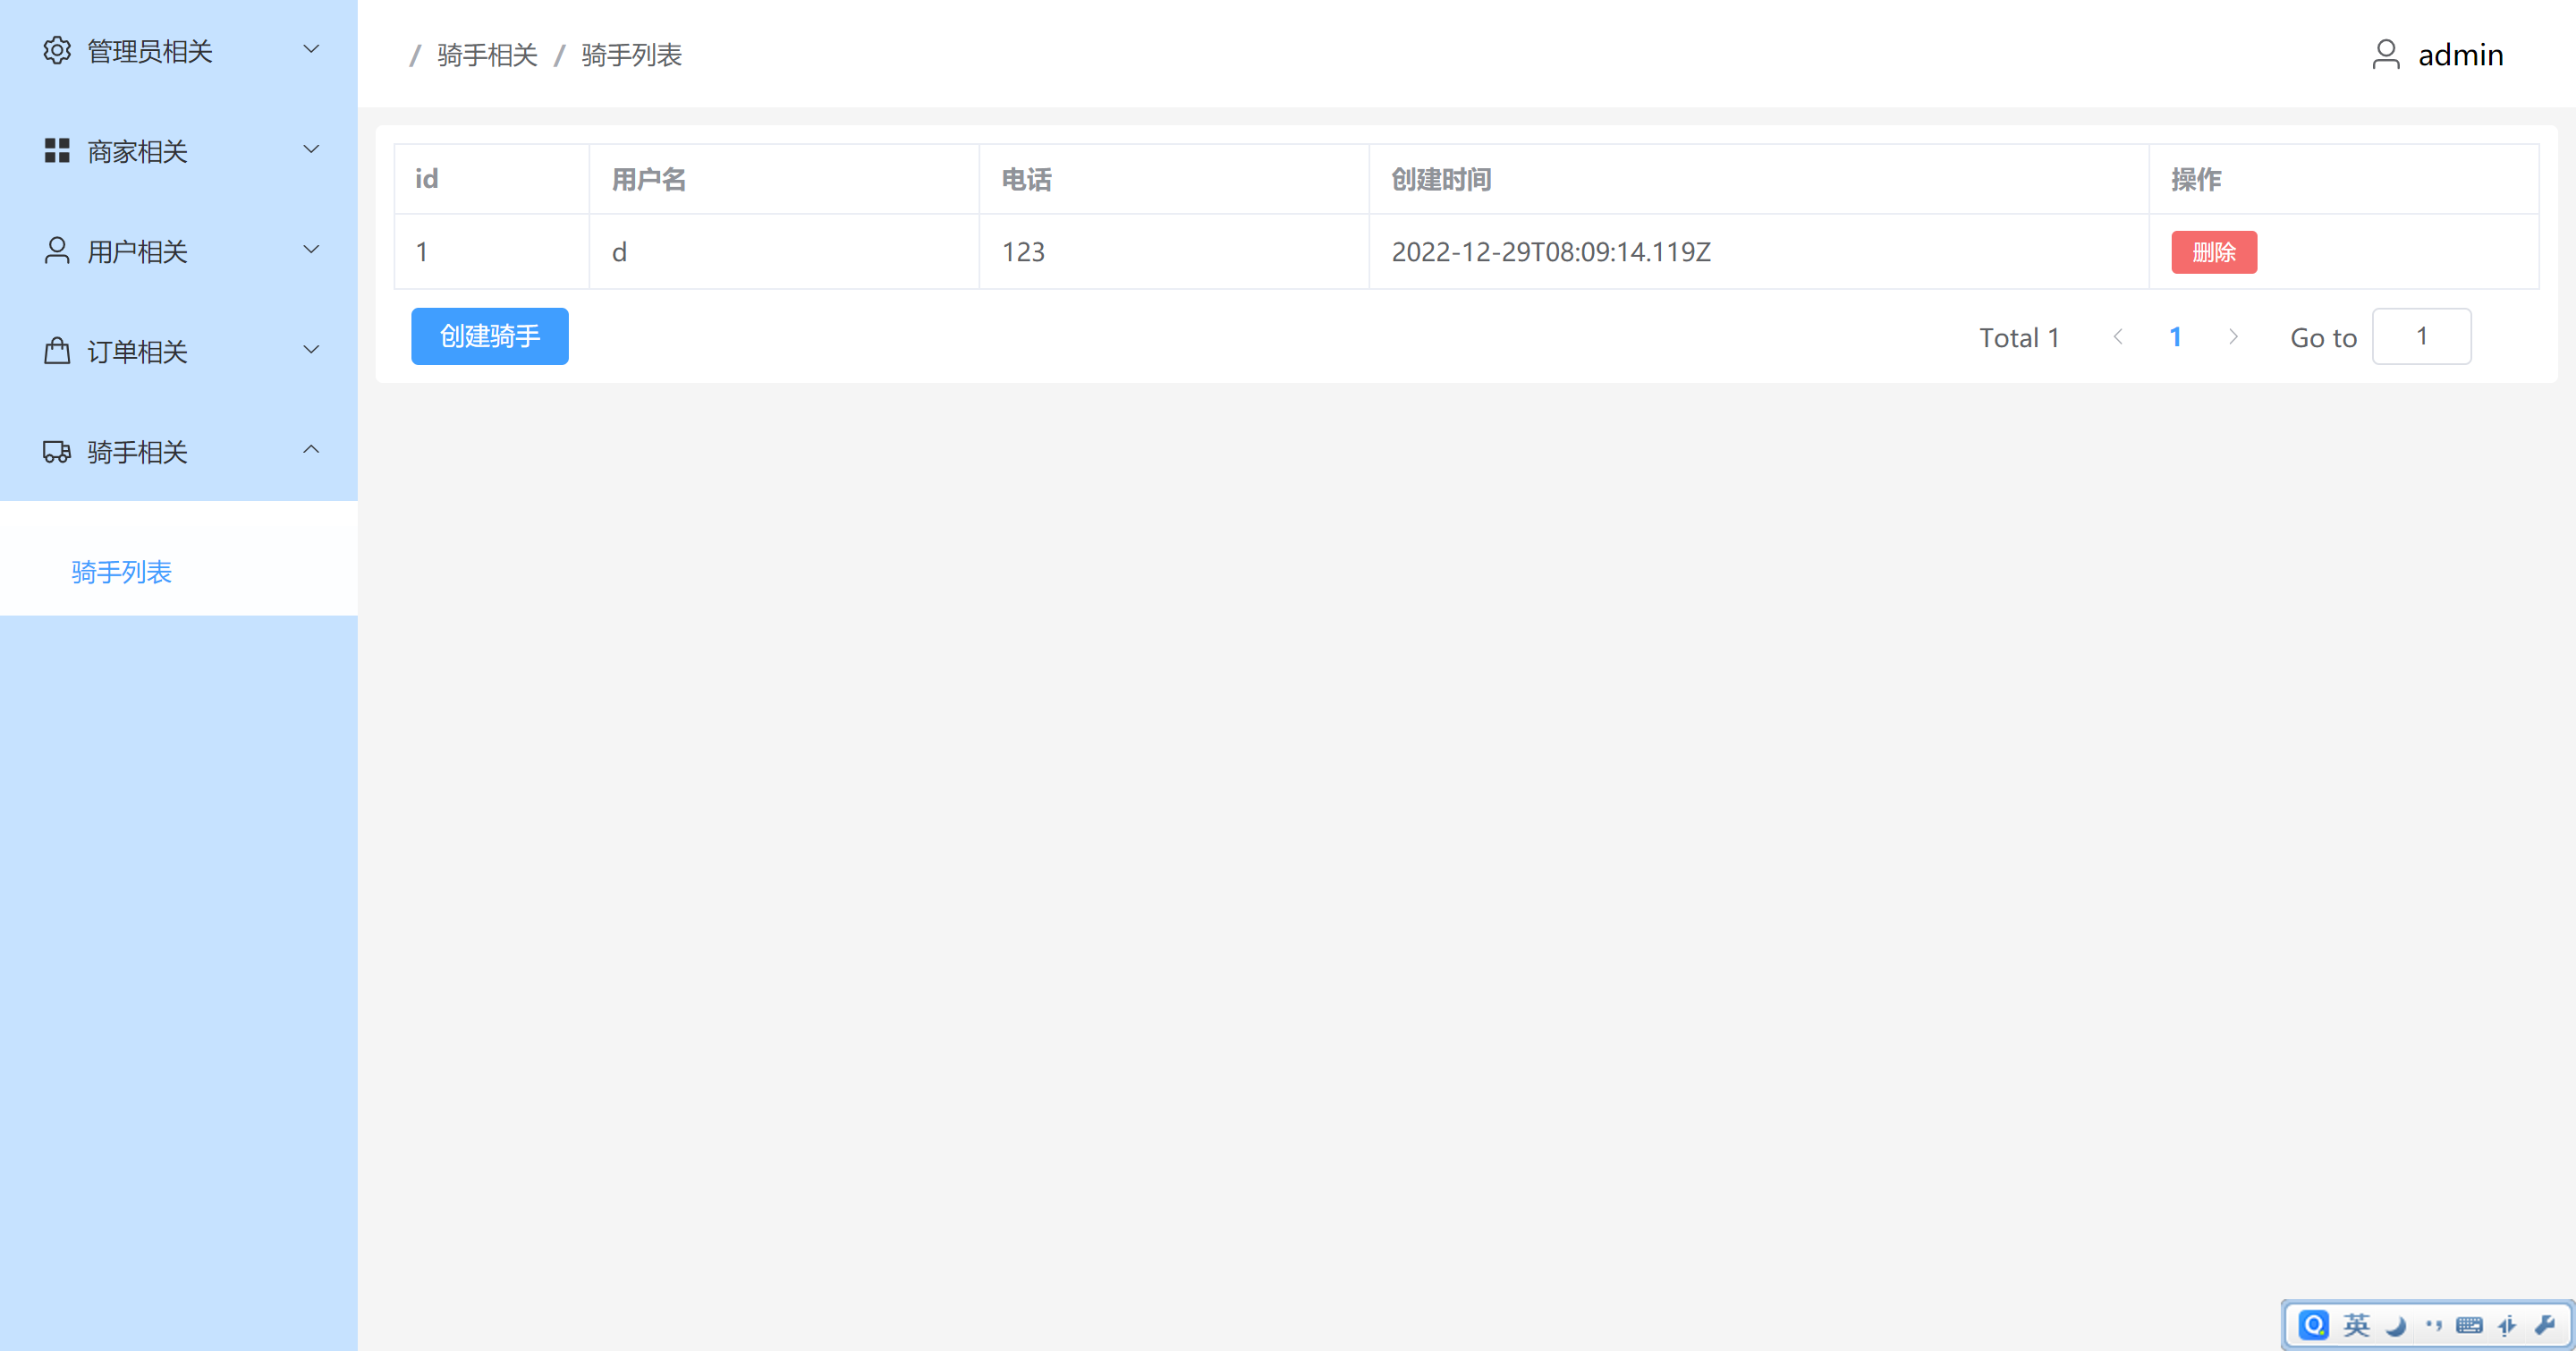 管理员相关
商家相关
用户相关
订单相关
骑手相关
骑手列表
/ 骑手相关 / 骑手列表
admin
id 用户名 电话 创建时间 操作
1 d 123 2022-12-29T08:09:14.119Z 删除
创建骑手
Total 1 1 Go to 1
英